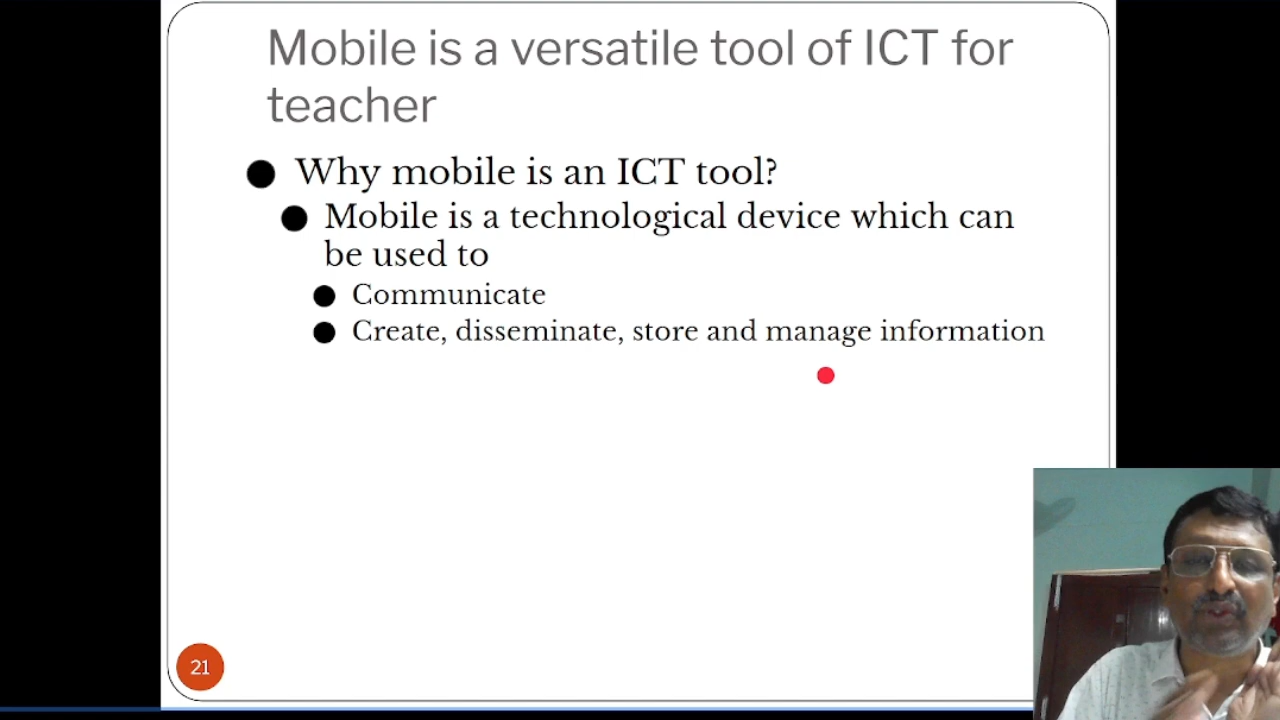 Mobile is a versatile tool of ICT for
teacher
Why mobile is an ICT tool?
Mobile is a technological device which can
be used to
Communicate
Create, disseminate, store and manage information
21